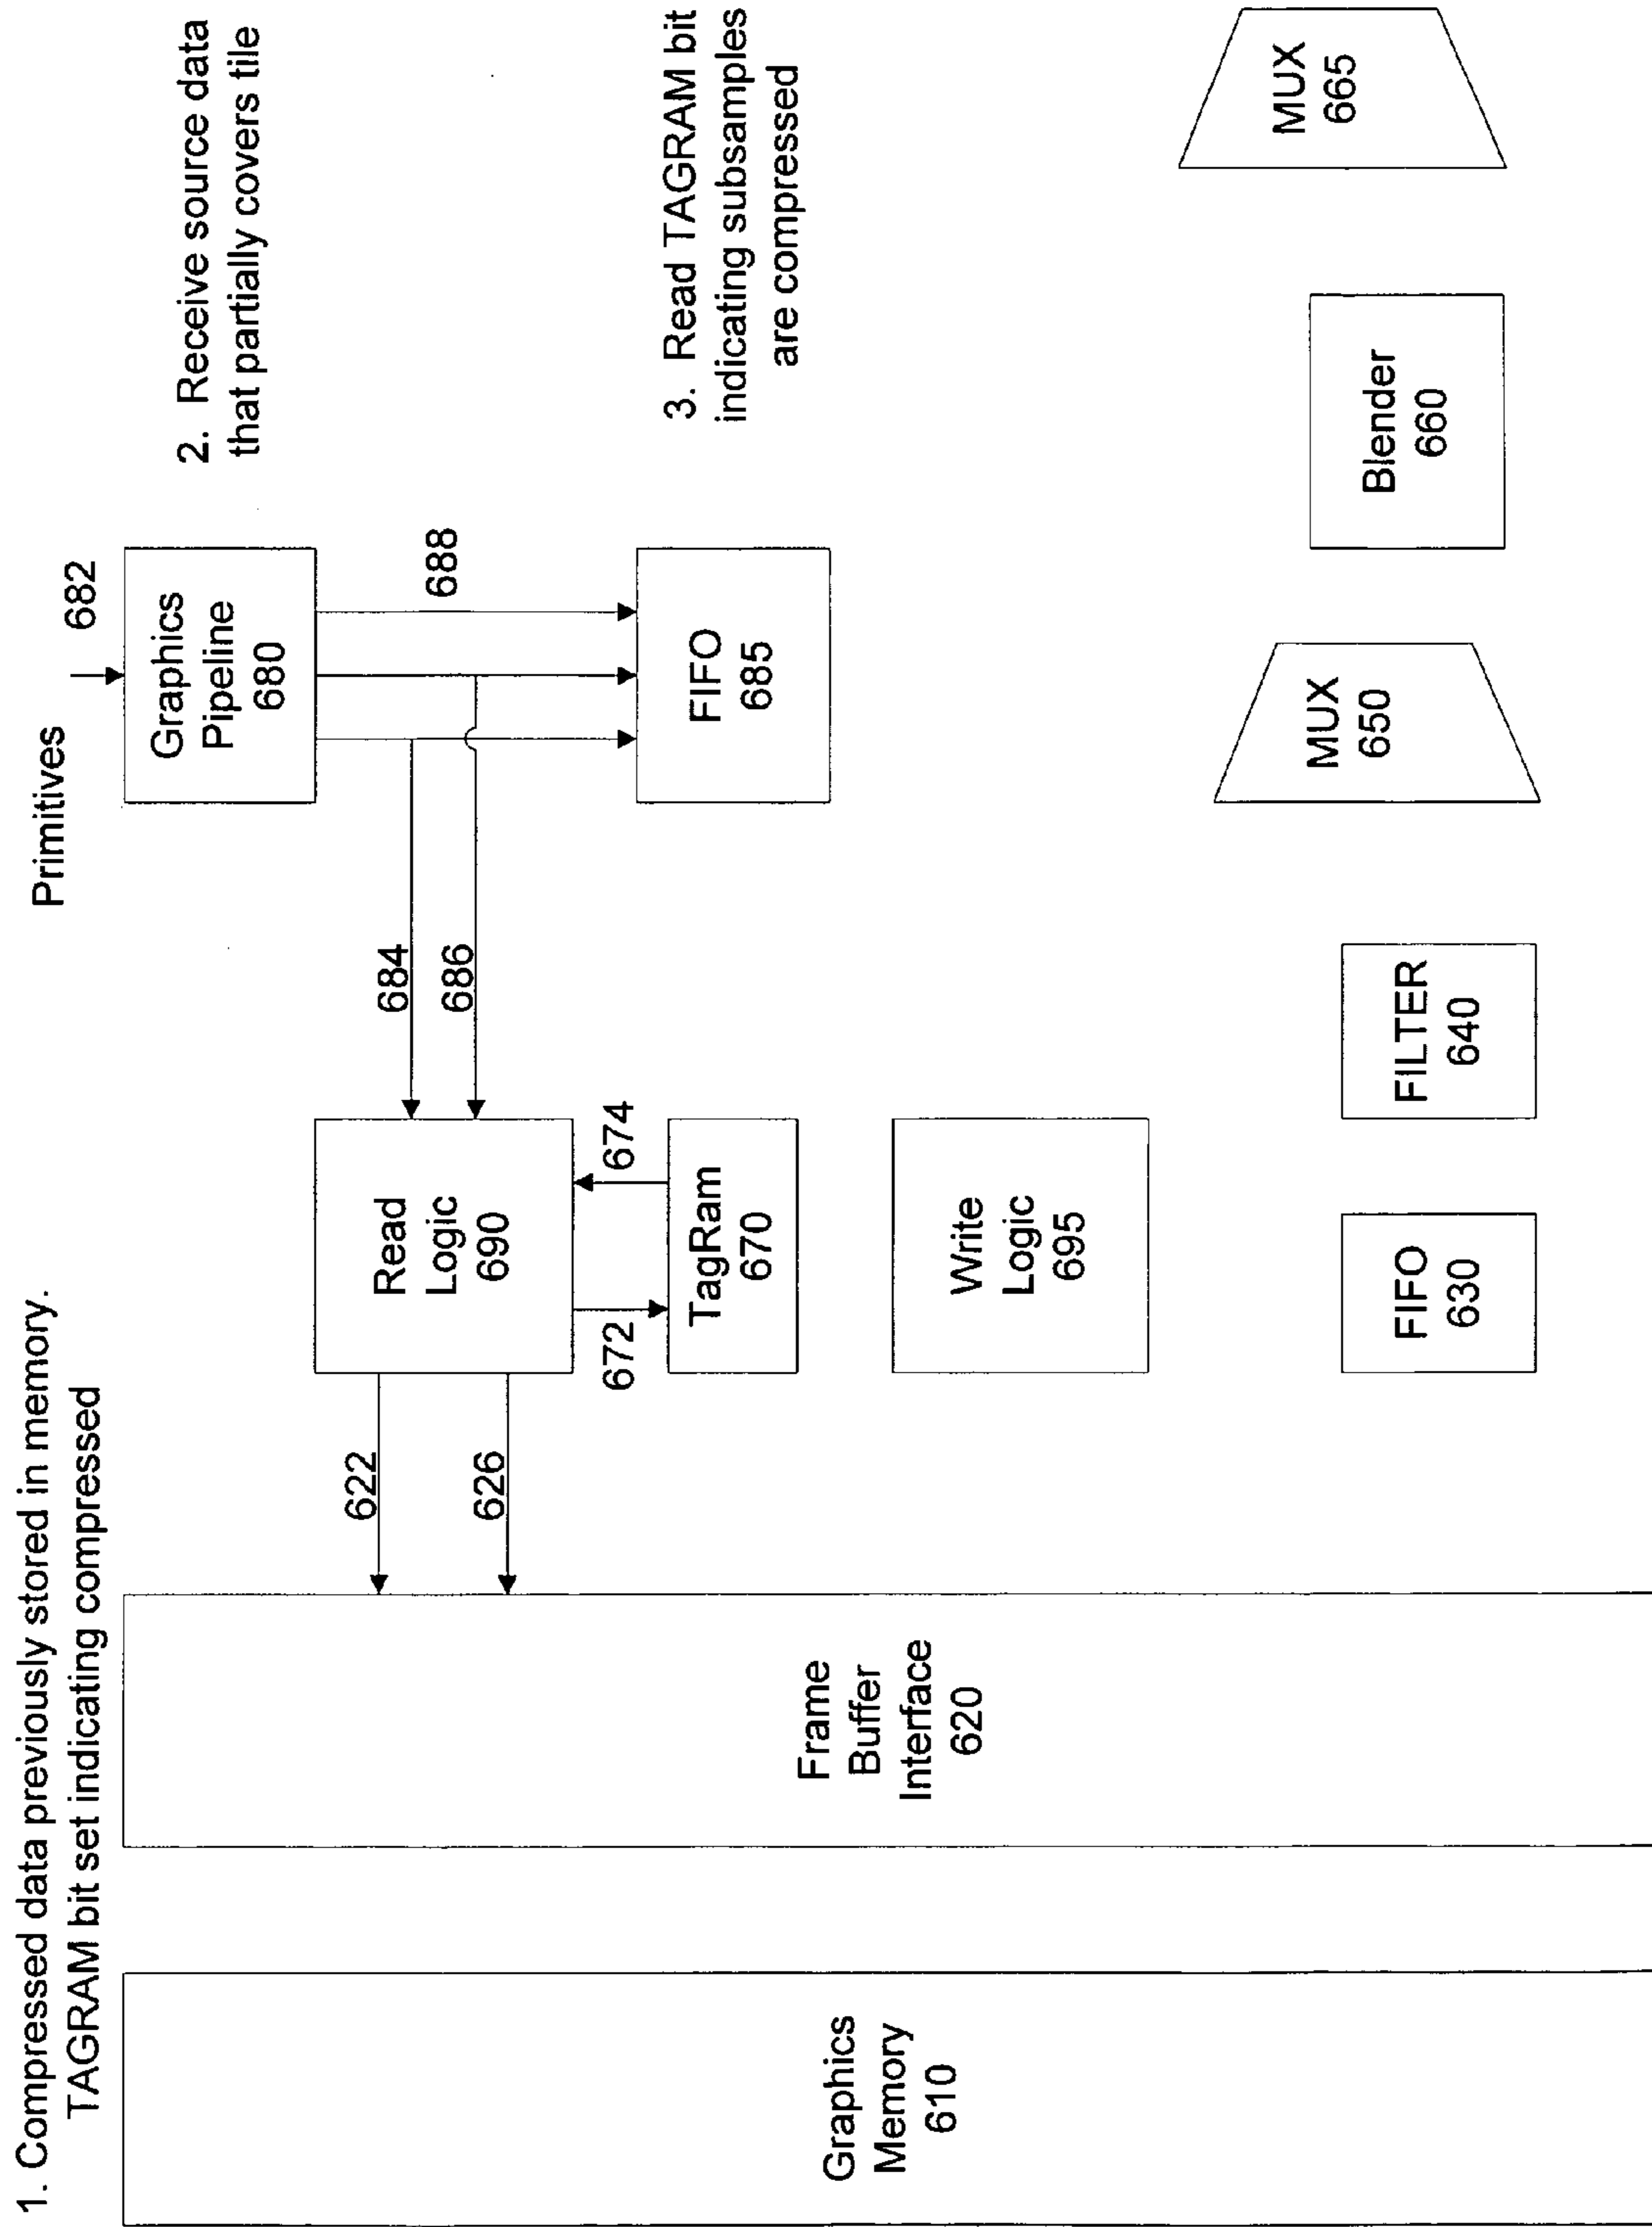 1. Compressed data previously stored in memory.
TAGRAM bit set indicating compressed
Primitives
682
2. Receive source data
that partially covers tile
Graphics
Pipeline
680
684
686
688
622
626
Read
Logic
690
672
674
TagRam
670
FIFO
685
3. Read TAGRAM bit
indicating subsamples
are compressed
Graphics
Memory
610
Frame
Buffer
Interface
620
Write
Logic
695
FIFO
630
FILTER
640
MUX
650
Blender
660
MUX
665